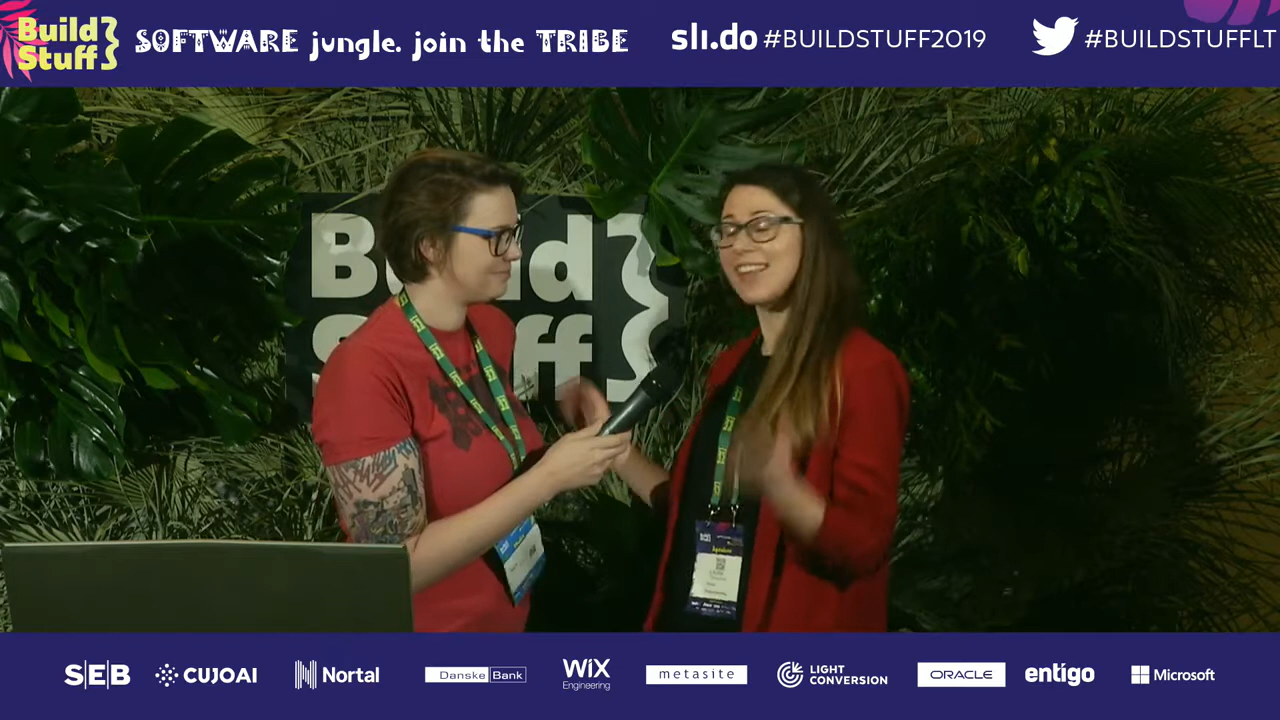 Build
Stuff
SOFTWARE jungle. join the TRIBE
sli.do #BUILDSTUFF2019
#BUILDSTUFFLT
Build
Stuff
SEB
CUJOAI
Nortal
Danske Bank
WiX
Engineering
metasite
LIGHT
CONVERSION
ORACLE
entigo
Microsoft